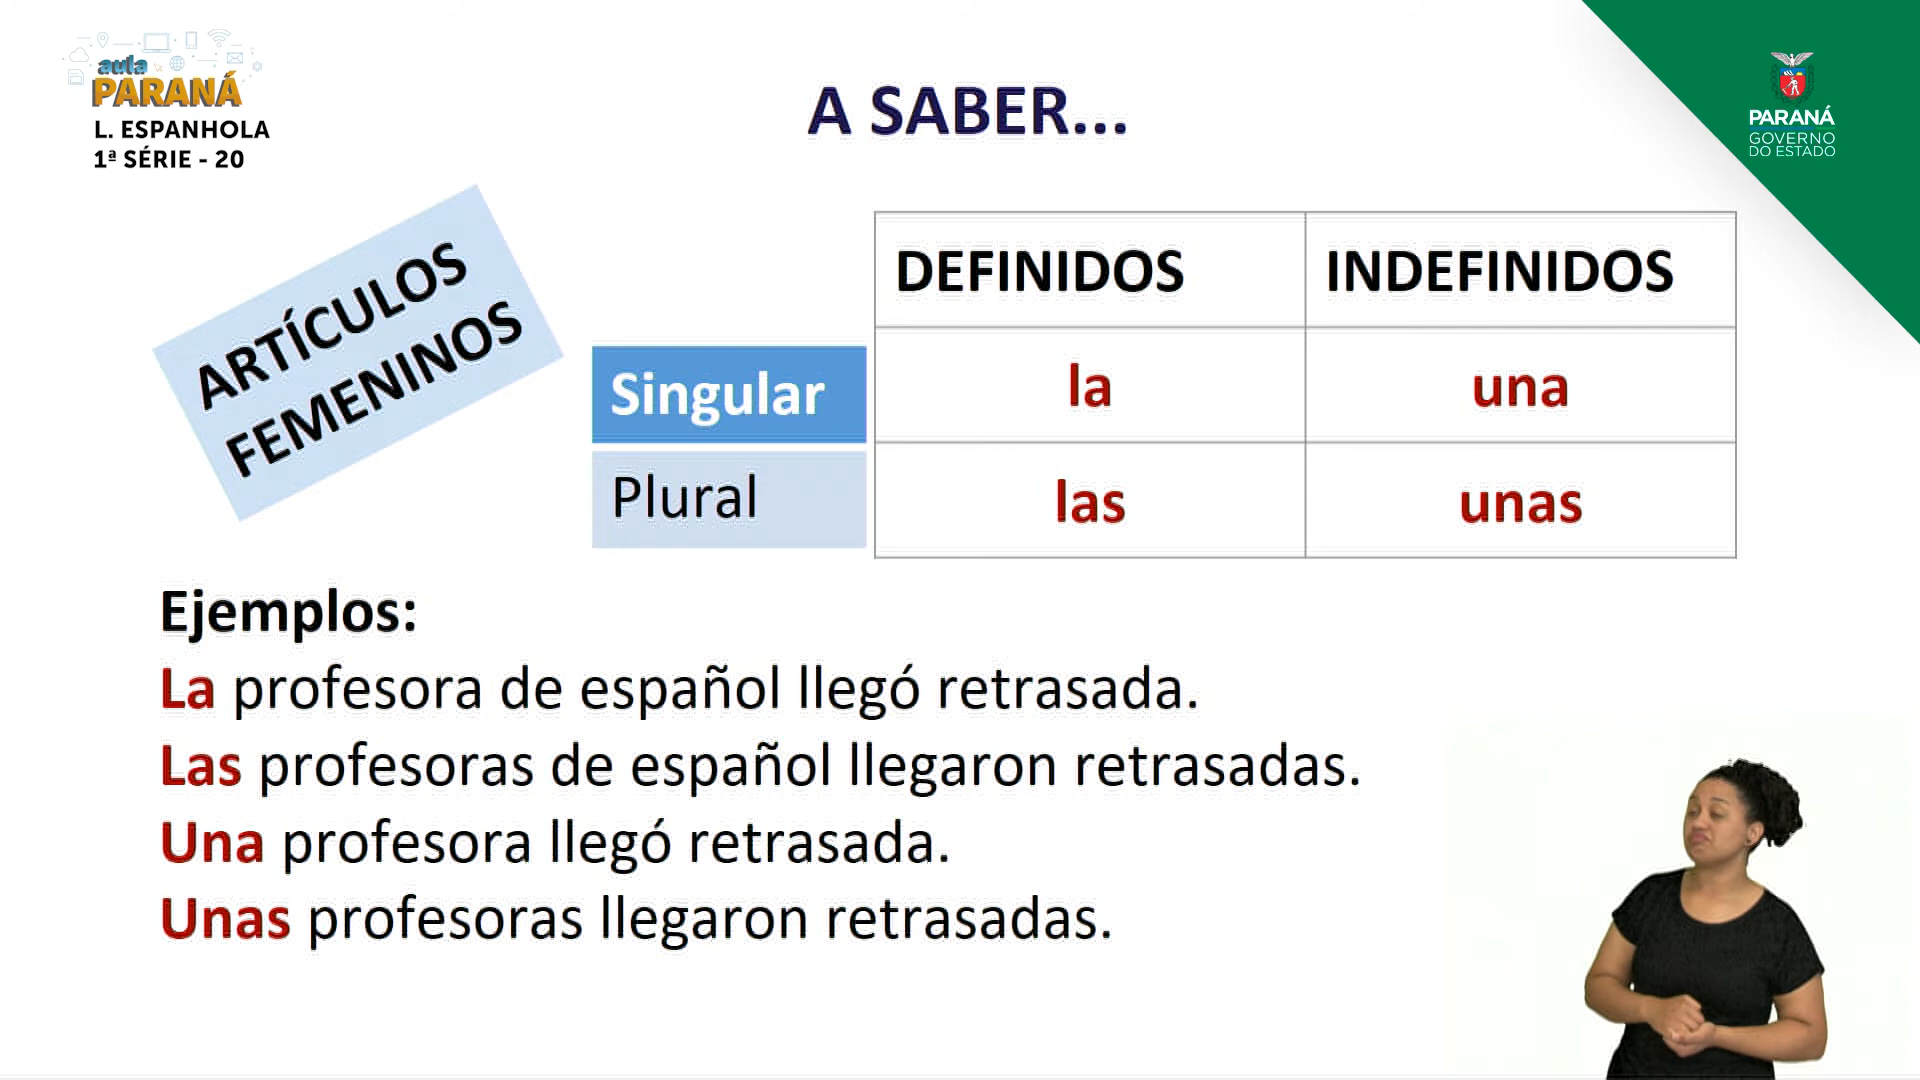 aula
PARANÁ
L. ESPANHOLA
1ª SÉRIE - 20
A SABER...
PARANÁ
GOVERNO
DO ESTADO
ARTÍCULOS
FEMENINOS
DEFINIDOS INDEFINIDOS
Singular la una
Plural las unas
Ejemplos:
La profesora de español llegó retrasada.
Las profesoras de español llegaron retrasadas.
Una profesora llegó retrasada.
Unas profesoras llegaron retrasadas.